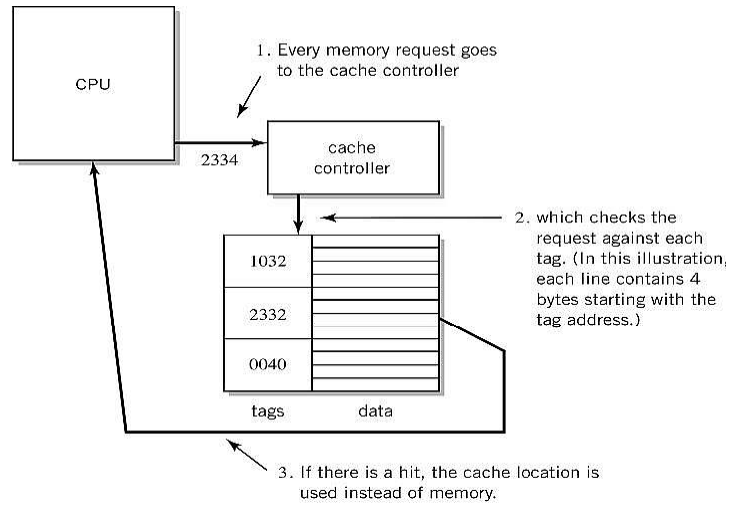 1. Every memory request goes
to the cache controller
CPU
2334
cache
controller
2. which checks the
request against each
tag. (In this illustration,
each line contains 4
bytes starting with the
tag address.)
1032
2332
0040
tags
data
3. If there is a hit, the cache location is
used instead of memory.